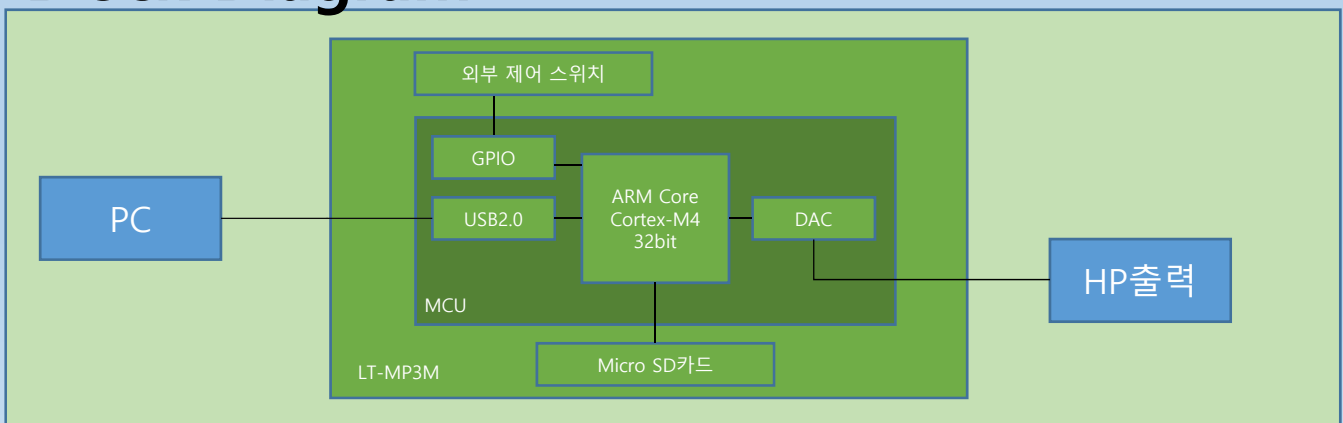 외부 제어 스위치
GPIO
PC
USB2.0
ARM Core
Cortex-M4
32bit
DAC
HP출력
MCU
Micro SD카드
LT-MP3M